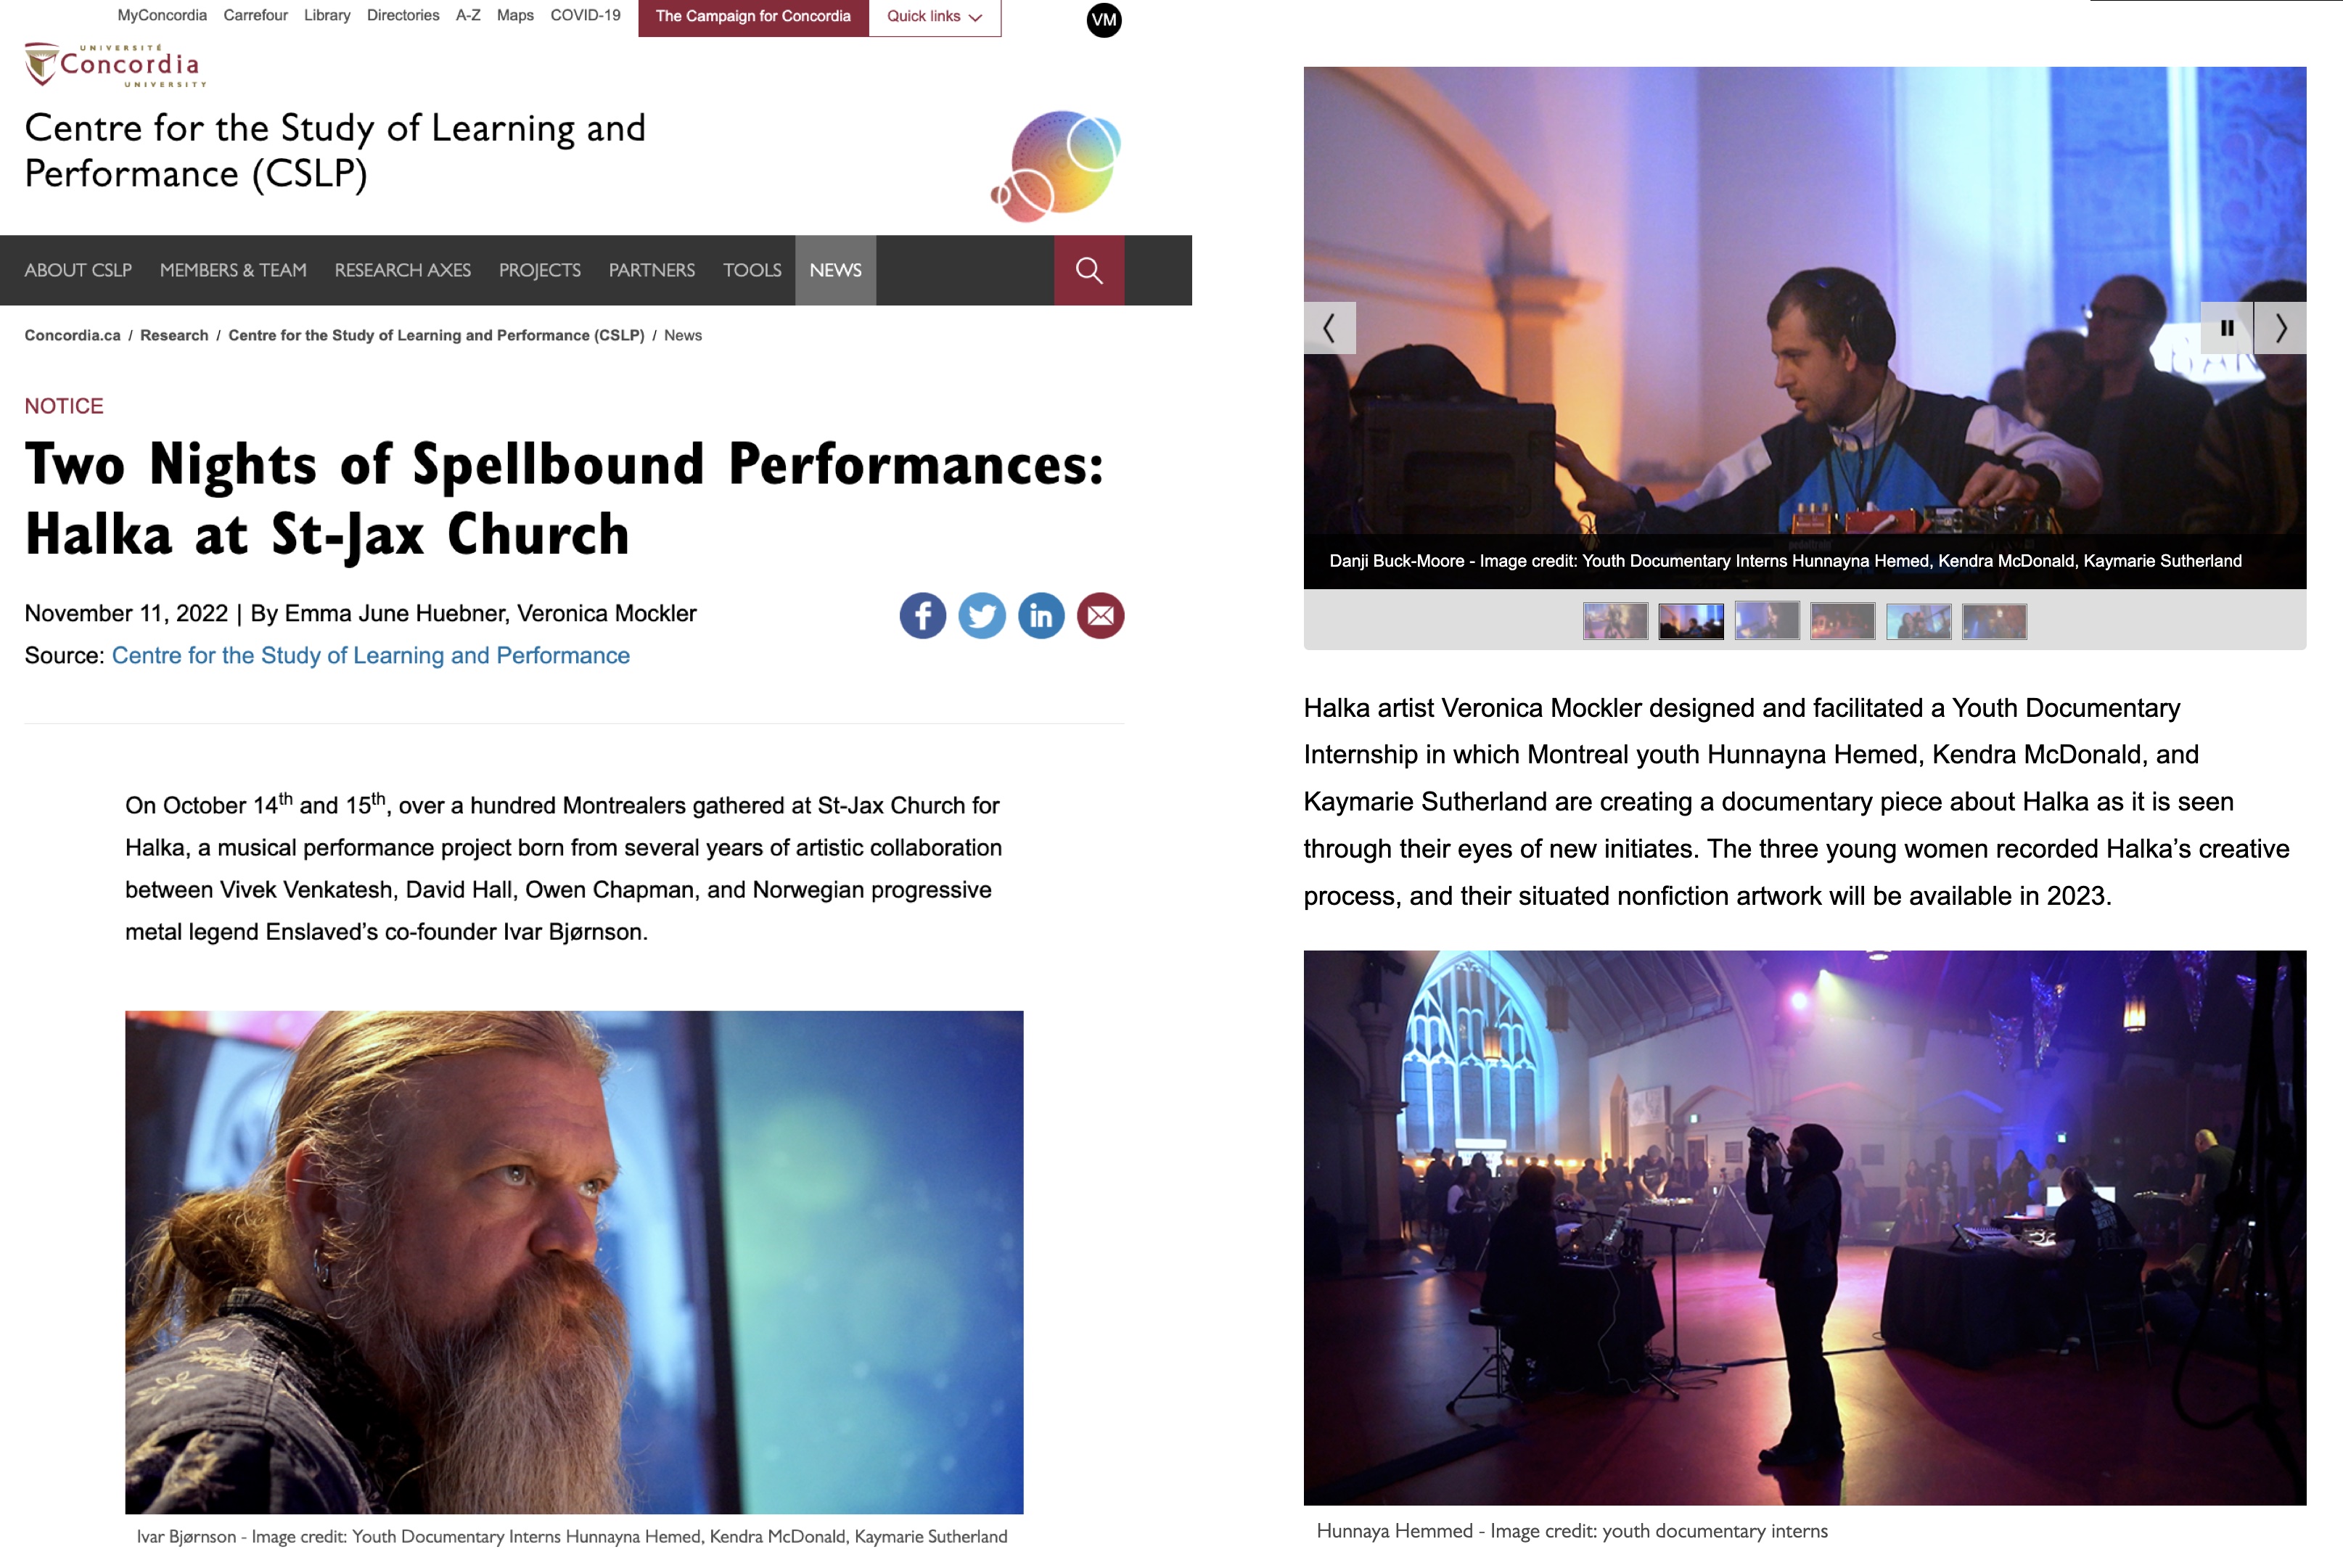 MyConcordia Carrefour Library Directories A-Z Maps COVID-19 The Campaign for Concordia Quick links VM
UNIVERSITÉ
Concordia
UNIVERSITY
Centre for the Study of Learning and
Performance (CSLP)
ABOUT CSLP MEMBERS & TEAM RESEARCH AXES PROJECTS PARTNERS TOOLS NEWS
Concordia.ca / Research / Centre for the Study of Learning and Performance (CSLP) / News
NOTICE
Two Nights of Spellbound Performances:
Halka at St-Jax Church
November 11, 2022 | By Emma June Huebner, Veronica Mockler
Source: Centre for the Study of Learning and Performance
On October 14th and 15th, over a hundred Montrealers gathered at St-Jax Church for
Halka, a musical performance project born from several years of artistic collaboration
between Vivek Venkatesh, David Hall, Owen Chapman, and Norwegian progressive
metal legend Enslaved’s co-founder Ivar Bjørnson.
Ivar Bjørnson - Image credit: Youth Documentary Interns Hunnayna Hemed, Kendra McDonald, Kaymarie Sutherland
Danji Buck-Moore - Image credit: Youth Documentary Interns Hunnayna Hemed, Kendra McDonald, Kaymarie Sutherland
Halka artist Veronica Mockler designed and facilitated a Youth Documentary
Internship in which Montreal youth Hunnayna Hemed, Kendra McDonald, and
Kaymarie Sutherland are creating a documentary piece about Halka as it is seen
through their eyes of new initiates. The three young women recorded Halka’s creative
process, and their situated nonfiction artwork will be available in 2023.
Hunnaya Hemmed - Image credit: youth documentary interns